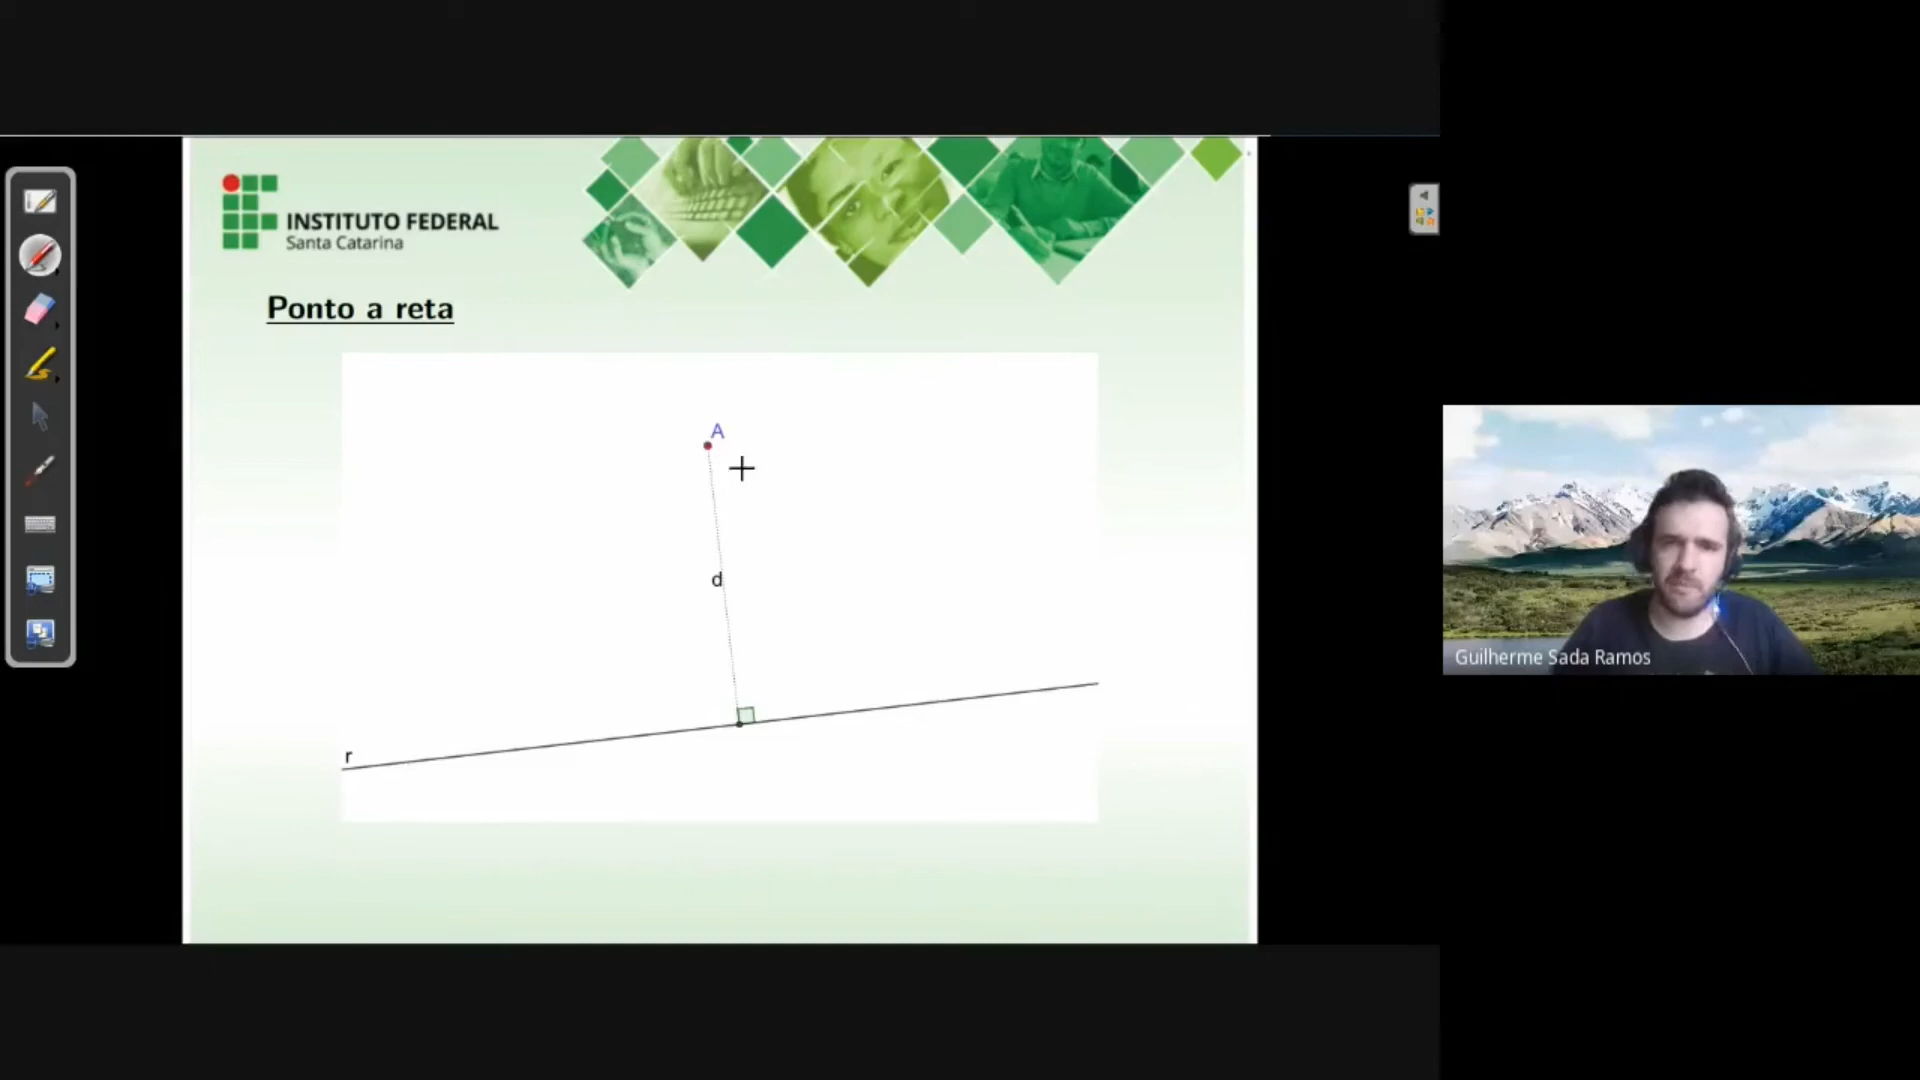 INSTITUTO FEDERAL
Santa Catarina
Ponto a reta
A
d
r
Guilherme Sada Ramos